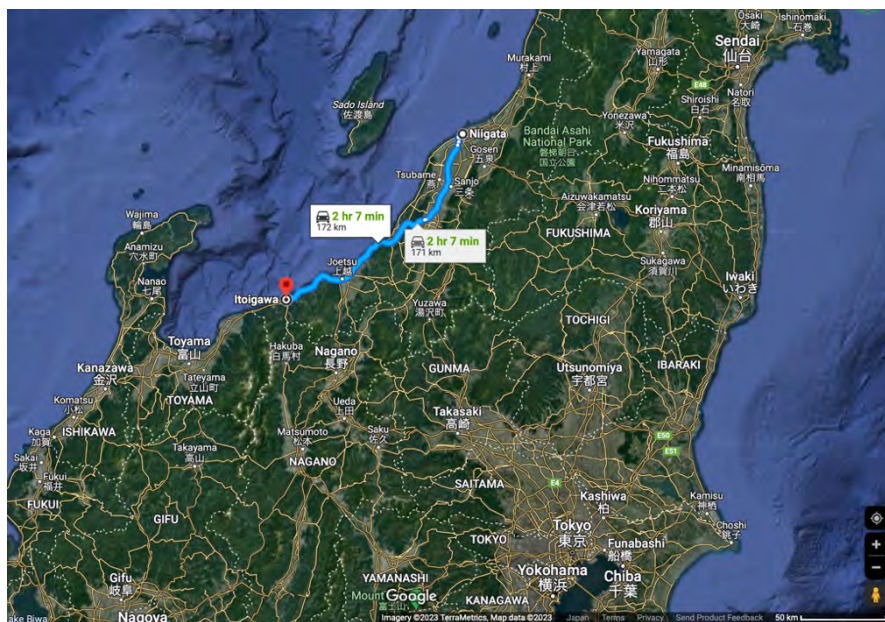 Osaki
大崎
Ishinomaki
石巻
Sendai
仙台
Murakami
村上
Yamagata
山形
E48
Natori
名取
Shiroishi
白石
Sado Island
佐渡島
Niigata
Gosen
五泉
Bandai Asahi
National Park
磐梯朝日
国立公園
Yonezawa
米沢
Fukushima
福島
Tsubame
燕
Sanjo
三条
Nihommatsu
二本松
Minamisōma
南相馬
Aizuwakamatsu
会津若松
Koriyama
郡山
Wajima
輪島
2 hr 7 min
172 km
2 hr 7 min
171 km
FUKUSHIMA
Anamizu
穴水町
Joetsu
上越
Sukagawa
須賀川
Iwaki
いわき
Nanao
七尾
Itoigawa
Yuzawa
湯沢町
TOCHIGI
Toyama
富山
Hakuba
白馬村
Nagano
長野
Kanazawa
金沢
Tateyama
立山町
TOYAMA
GUNMA
Utsunomiya
宇都宮
IBARAKI
Komatsu
小松
Ueda
上田
Takasaki
高崎
Kaga
加賀
ISHIKAWA
Matsumoto
松本
Saku
佐久
E50
Sakai
坂井
Takayama
高山
NAGANO
E51
Fukui
福井
SAITAMA
E4
Kashiwa
柏
Kamisu
神栖
FUKUI
GIFU
TOKYO
Tokyo
東京
Funabashi
船橋
Choshi
銚子
Gifu
岐阜
YAMANASHI
Yokohama
横浜
Chiba
千葉
Mount
富士山
Google
KANAGAWA
Nagoya
Imagery ©2023 TerraMetrics, Map data ©2023
Japan
Terms
Privacy
Send Product Feedback
50 km